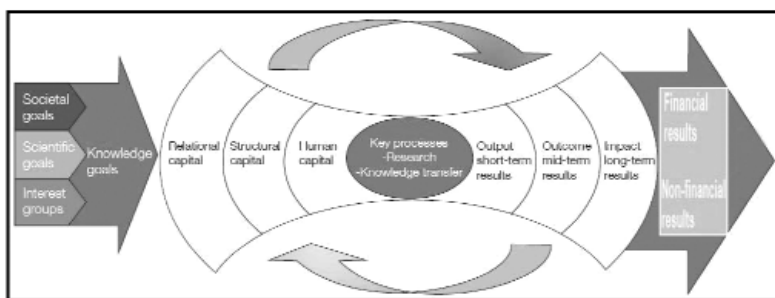 Societal
goals
Scientific
goals
Interest
groups
Knowledge
goals
Relational
capital
Structural
capital
Human
capital
Key processes
-Research
-Knowledge transfer
Output
short-term
results
Outcome
mid-term
results
Impact
long-term
results
Financial
results
Non-financial
results